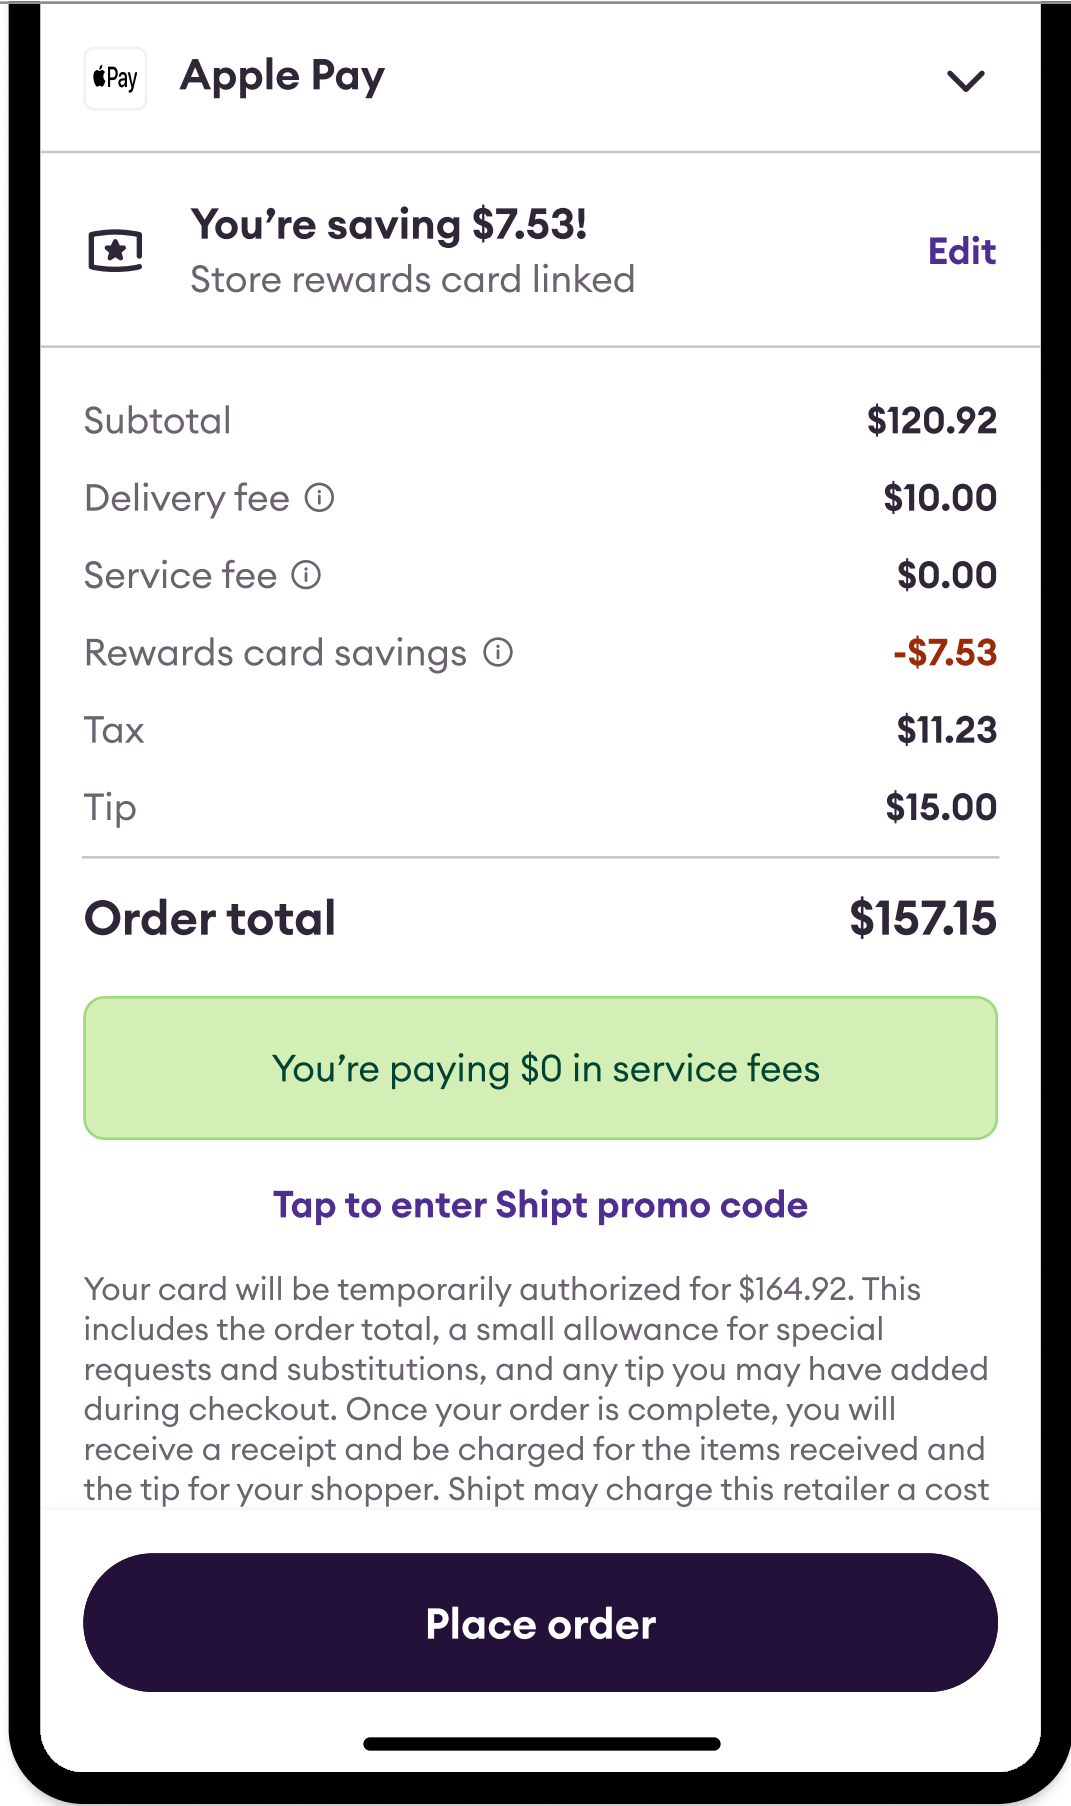 Pay Apple Pay
You’re saving $7.53!
Store rewards card linked
Edit
Subtotal $120.92
Delivery fee $10.00
Service fee $0.00
Rewards card savings -$7.53
Tax $11.23
Tip $15.00
Order total $157.15
You’re paying $0 in service fees
Tap to enter Shipt promo code
Your card will be temporarily authorized for $164.92. This
includes the order total, a small allowance for special
requests and substitutions, and any tip you may have added
during checkout. Once your order is complete, you will
receive a receipt and be charged for the items received and
the tip for your shopper. Shipt may charge this retailer a cost
Place order